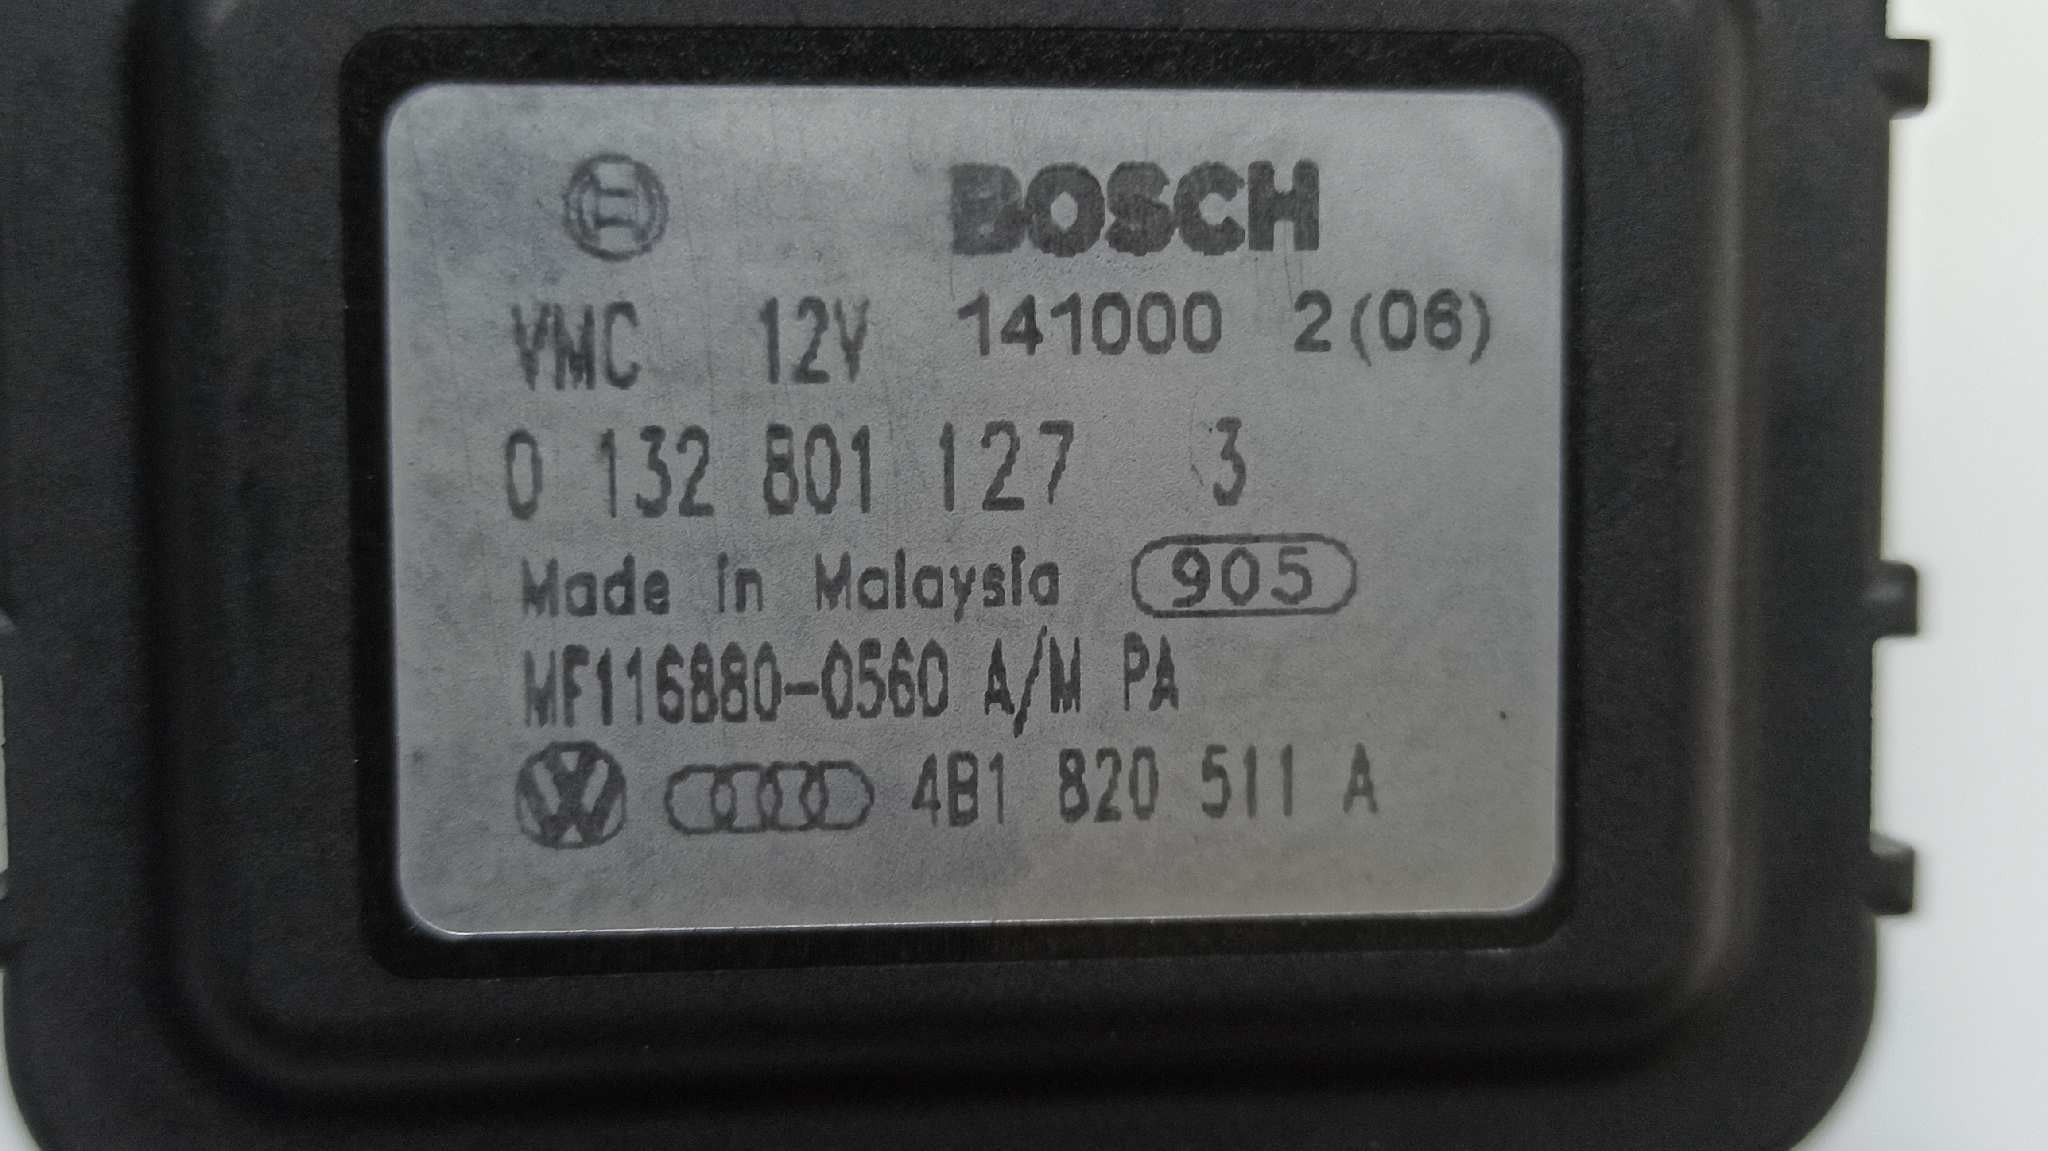 BOSCH
VMC 12V 141000 2(06)
0 132 801 127 3
Made in Malaysia 905
MF116880-0560 A/M PA
4B1 820 511 A